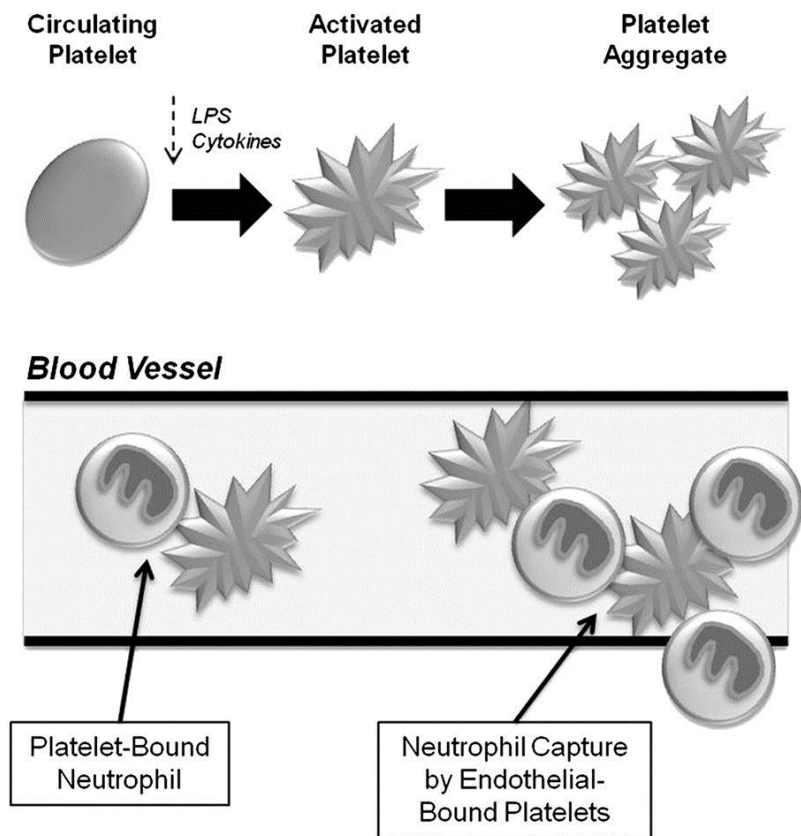 Circulating
Platelet
LPS
Cytokines
Activated
Platelet
Platelet
Aggregate
Blood Vessel
Platelet-Bound
Neutrophil
Neutrophil Capture
by Endothelial-
Bound Platelets